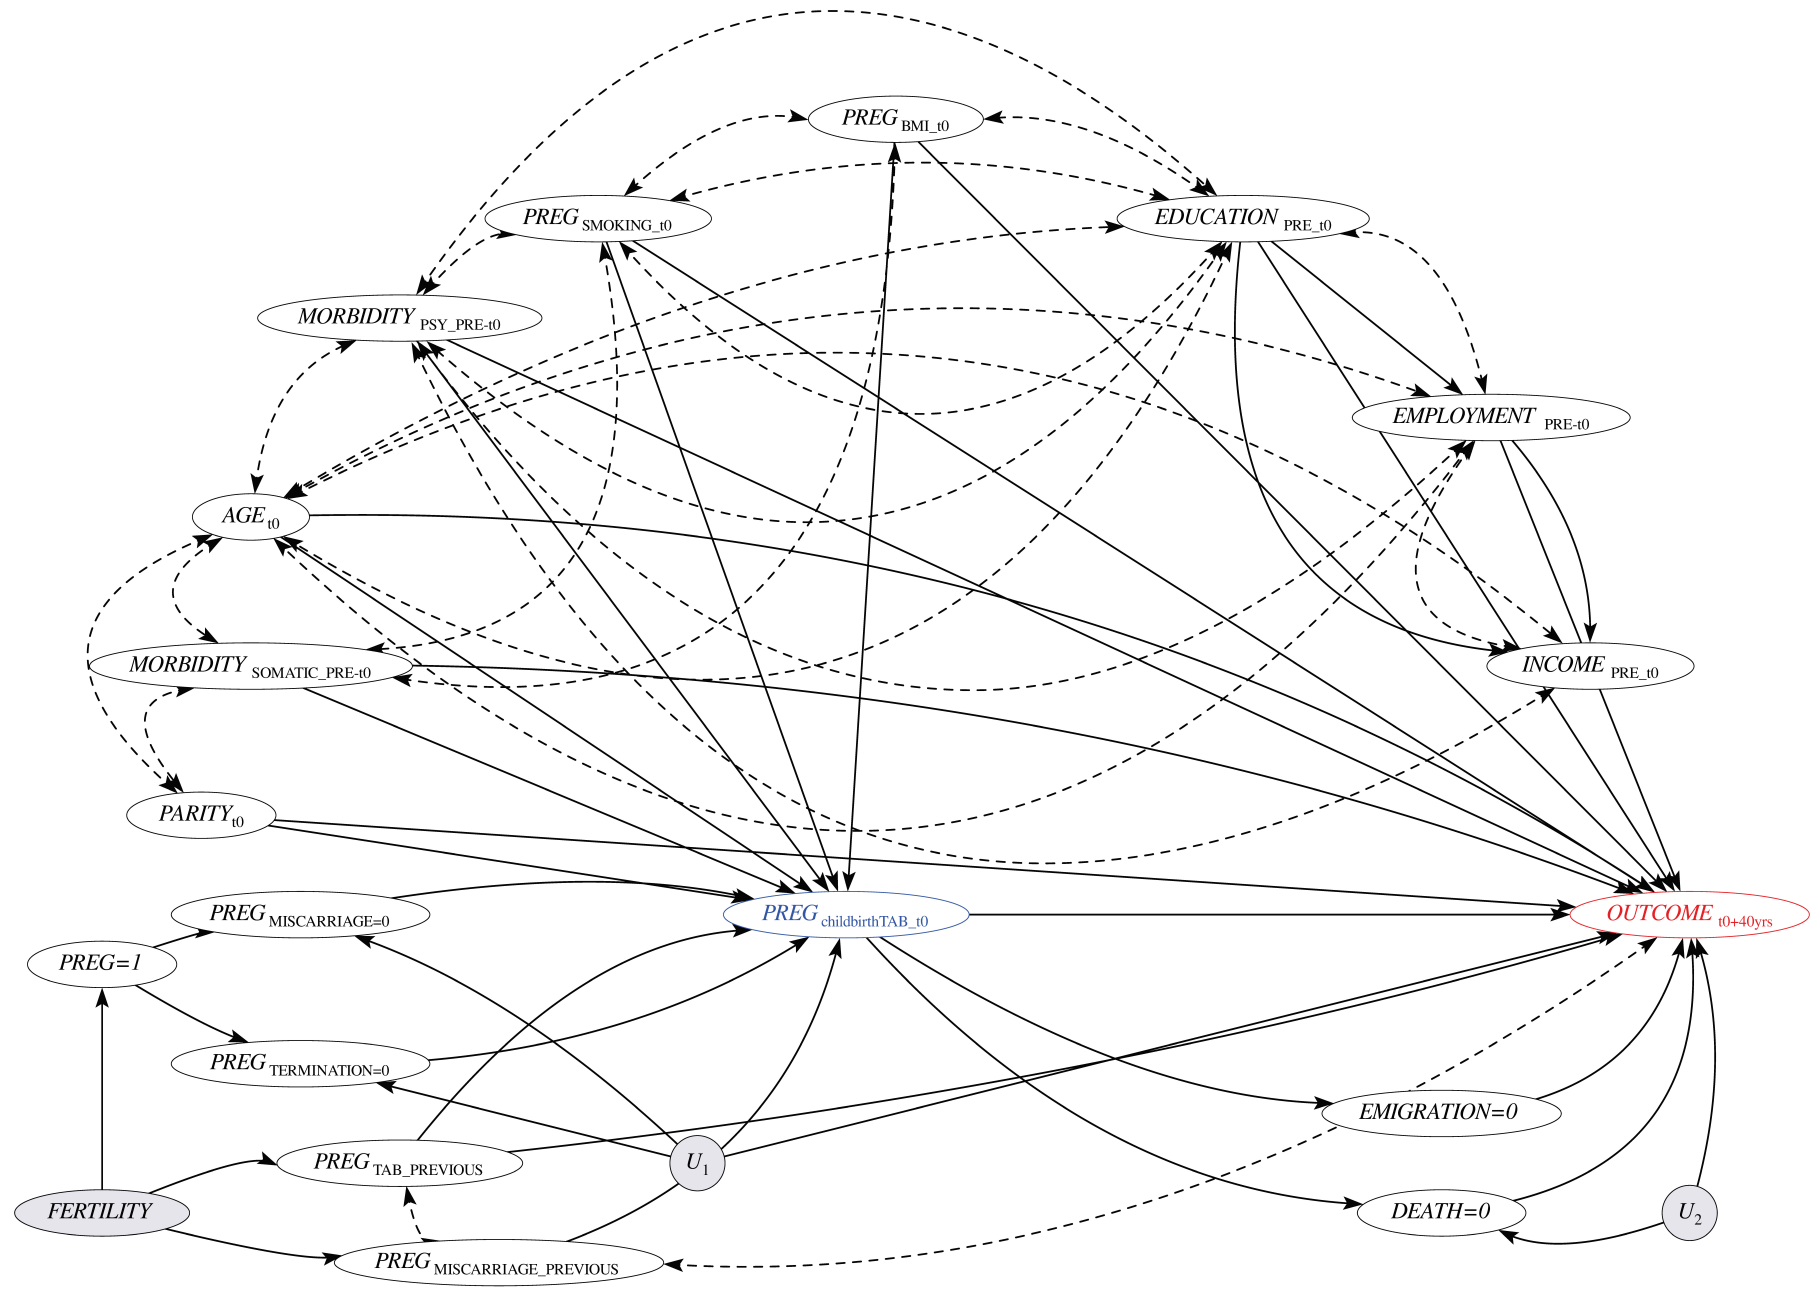 PREG BMI_t0
PREG SMOKING_t0
EDUCATION PRE_t0
MORBIDITY PSY_PRE-t0
EMPLOYMENT PRE-t0
AGE t0
MORBIDITY SOMATIC_PRE-t0
INCOME PRE_t0
PARITY t0
PREG MISCARRIAGE=0
PREG childbirthTAB_t0
OUTCOME t0+40yrs
PREG=1
PREG TERMINATION=0
EMIGRATION=0
PREG TAB_PREVIOUS
U1
FERTILITY
DEATH=0
U2
PREG MISCARRIAGE_PREVIOUS